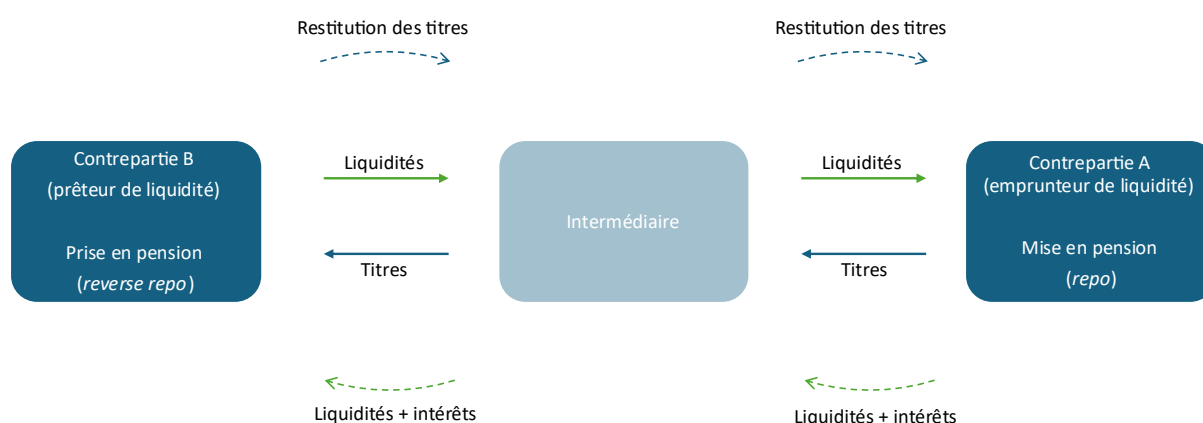 Restitution des titres
Restitution des titres
Contrepartie B
(prêteur de liquidité)
Prise en pension
(reverse repo)
Liquidités
Titres
Intermédiaire
Liquidités
Titres
Contrepartie A
(emprunteur de liquidité)
Mise en pension
(repo)
Liquidités + intérêts
Liquidités + intérêts